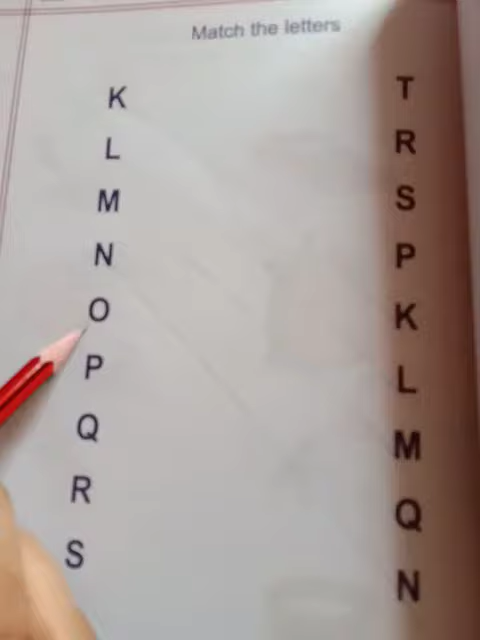 Match the letters
K T
L R
M S
N P
O K
P L
Q M
R Q
S N